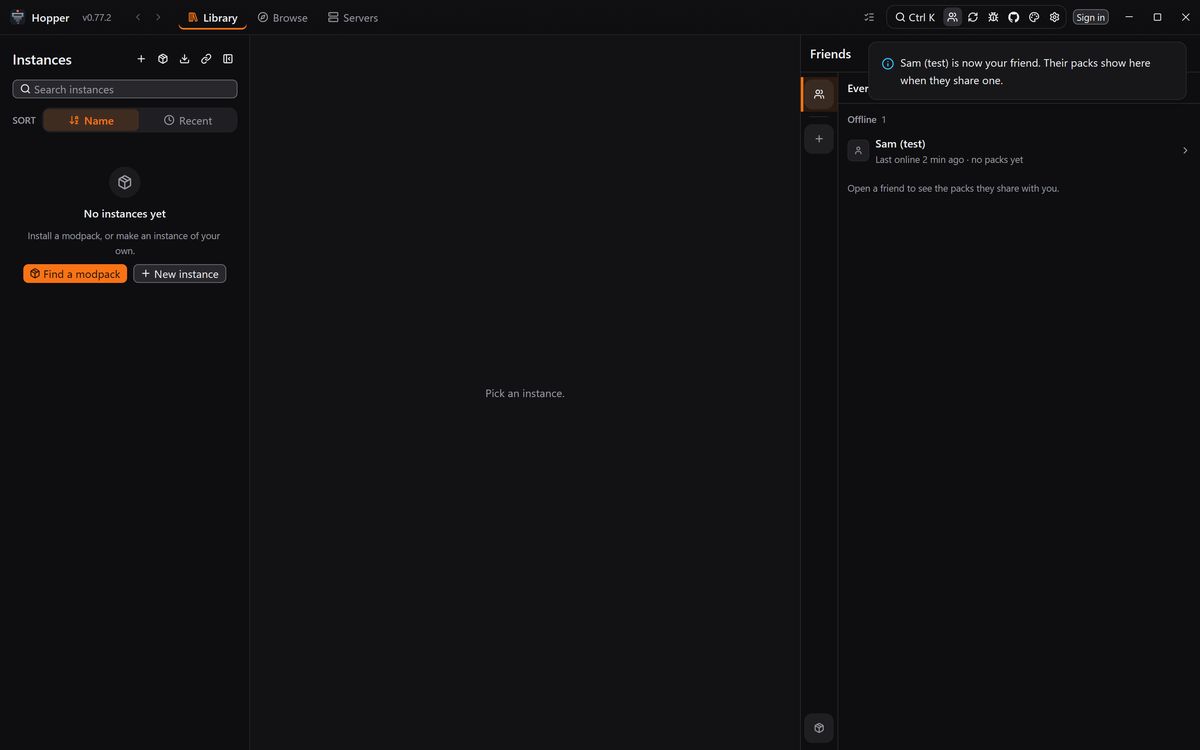 Hopper v0.77.2 Library Browse Servers Ctrl K Sign in
Instances
Search instances
SORT Name Recent
No instances yet
Install a modpack, or make an instance of your
own.
Find a modpack New instance
Pick an instance.
Friends
Sam (test) is now your friend. Their packs show here
when they share one.
Ever
Offline 1
Sam (test)
Last online 2 min ago · no packs yet
Open a friend to see the packs they share with you.